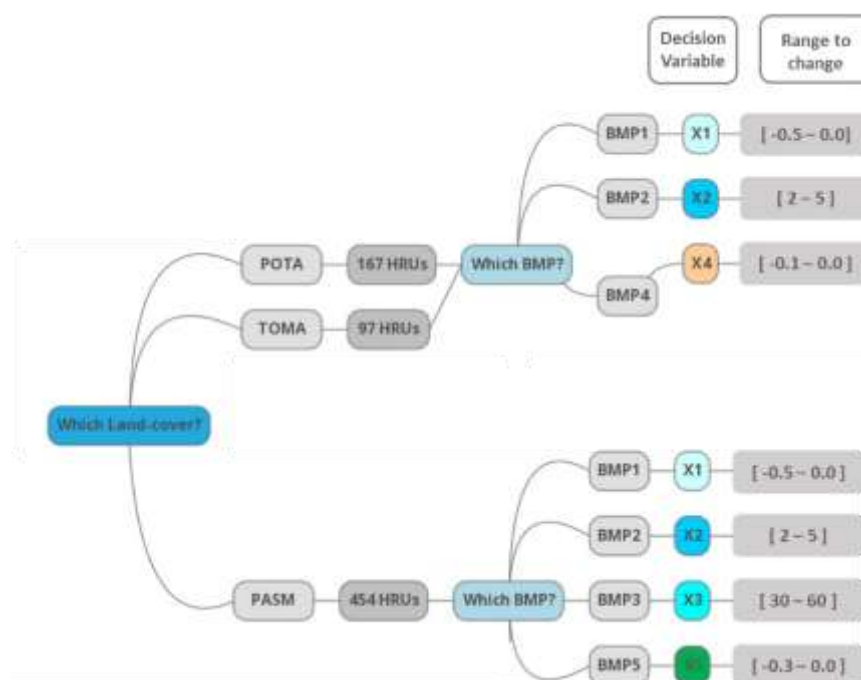 Decision
Variable
Range to
change
BMP1 X1 [ -0.5 – 0.0]
BMP2 X2 [ 2 – 5 ]
POTA 167 HRUs Which BMP? X4 [ -0.1 – 0.0 ]
BMP4
TOMA 97 HRUs
Which Land-cover?
BMP1 X1 [ -0.5 – 0.0 ]
BMP2 X2 [ 2 – 5 ]
PASM 454 HRUs Which BMP? BMP3 X3 [ 30 – 60 ]
BMP5 [ -0.3 – 0.0 ]